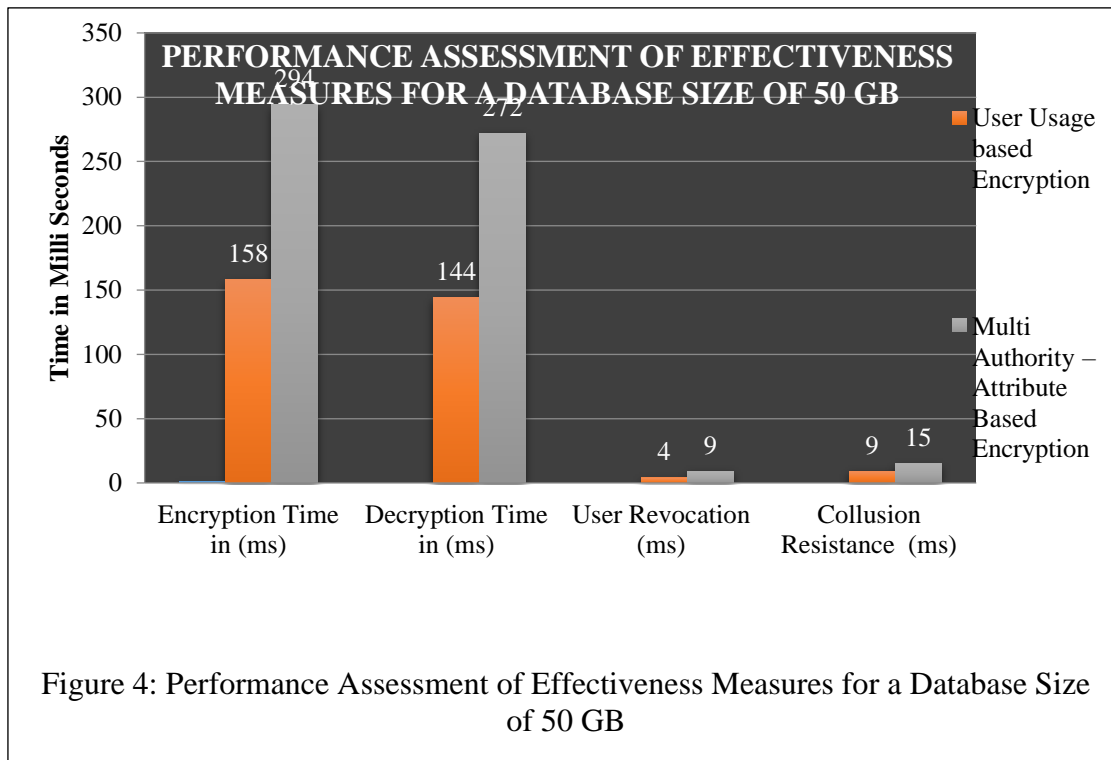 PERFORMANCE ASSESSMENT OF EFFECTIVENESS
MEASURES FOR A DATABASE SIZE OF 50 GB
Time in Milli Seconds
350
300
250
200
150
100
50
0
158
294
144
272
4
9
9
15
Encryption Time
in (ms)
Decryption Time
in (ms)
User Revocation
(ms)
Collusion
Resistance (ms)
User Usage
based
Encryption
Multi
Authority –
Attribute
Based
Encryption
Figure 4: Performance Assessment of Effectiveness Measures for a Database Size
of 50 GB